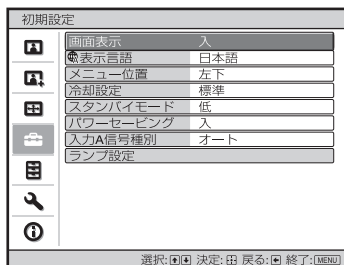 初期設定
画面表示 入
表示言語 日本語
メニュー位置 左下
冷却設定 標準
スタンバイモード 低
パワーセービング 入
入力A信号種別 オート
ランプ設定
選択: 決定: 戻る: 終了:MENU